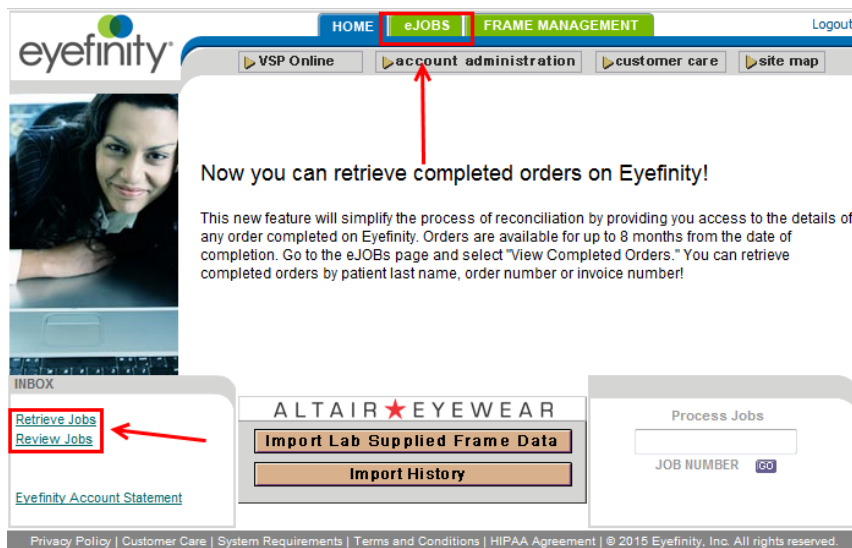 HOME eJOBS FRAME MANAGEMENT Logout
eyefinity
VSP Online account administration customer care site map
Now you can retrieve completed orders on Eyefinity!
This new feature will simplify the process of reconciliation by providing you access to the details of
any order completed on Eyefinity. Orders are available for up to 8 months from the date of
completion. Go to the eJOBs page and select "View Completed Orders." You can retrieve
completed orders by patient last name, order number or invoice number!
INBOX
Retrieve Jobs
Review Jobs
Eyefinity Account Statement
ALTAIR EYEWEAR
Import Lab Supplied Frame Data
Import History
Process Jobs
JOB NUMBER GO
Privacy Policy | Customer Care | System Requirements | Terms and Conditions | HIPAA Agreement | © 2015 Eyefinity, Inc. All rights reserved.